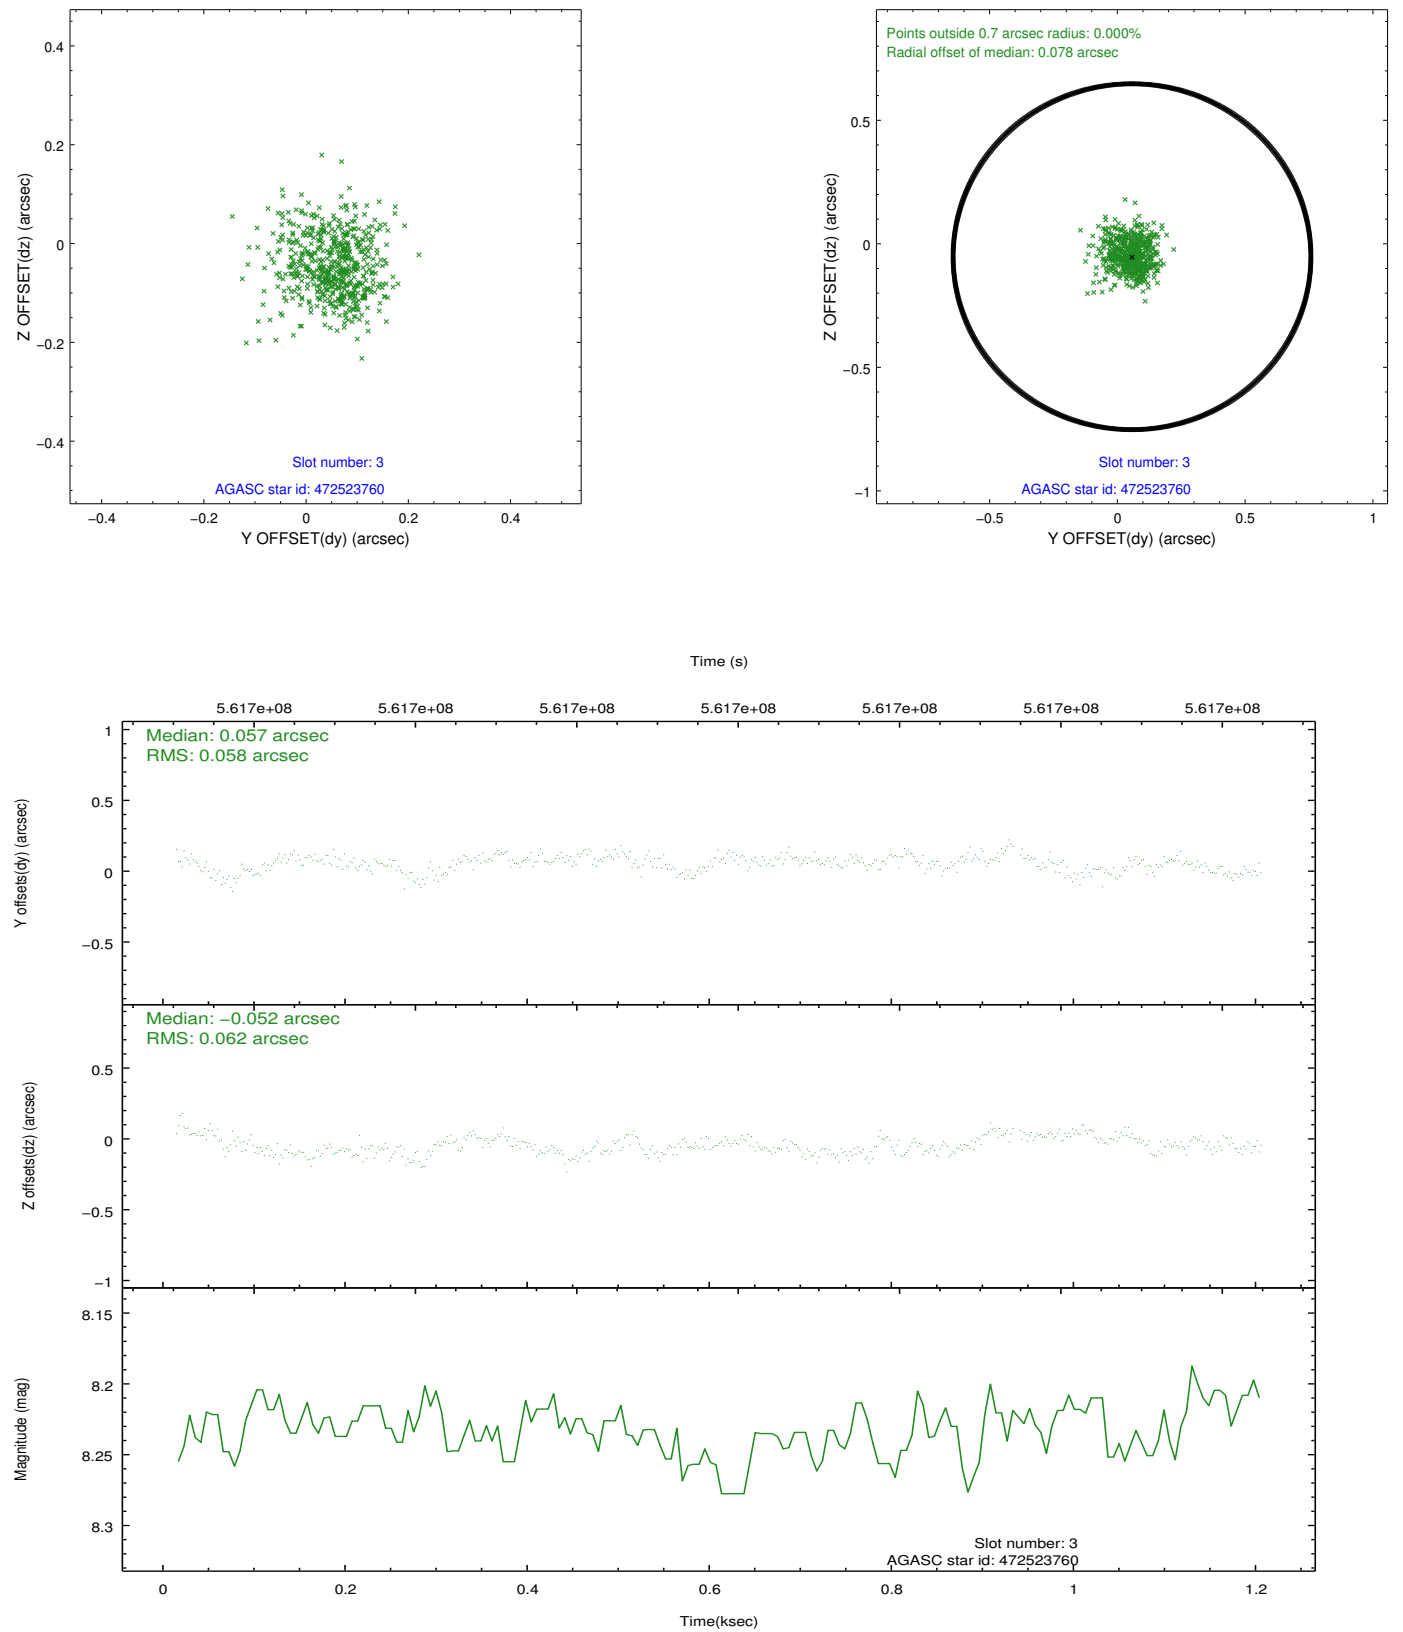 0.4
0.2
0
−0.2
−0.4
Z OFFSET(dz) (arcsec)
Slot number: 3
AGASC star id: 472523760
−0.4 −0.2 0 0.2 0.4
Y OFFSET(dy) (arcsec)
Points outside 0.7 arcsec radius: 0.000%
Radial offset of median: 0.078 arcsec
0.5
0
−0.5
−1
Z OFFSET(dz) (arcsec)
Slot number: 3
AGASC star id: 472523760
−0.5 0 0.5 1
Y OFFSET(dy) (arcsec)
Time (s)
5.617e+08 5.617e+08 5.617e+08 5.617e+08 5.617e+08 5.617e+08 5.617e+08
Median: 0.057 arcsec
RMS: 0.058 arcsec
1
0.5
0
−0.5
Y offsets(dy) (arcsec)
Median: −0.052 arcsec
RMS: 0.062 arcsec
0.5
0
−0.5
−1
Z offsets(dz) (arcsec)
8.15
8.2
8.25
8.3
Magnitude (mag)
Slot number: 3
AGASC star id: 472523760
0 0.2 0.4 0.6 0.8 1 1.2
Time(ksec)